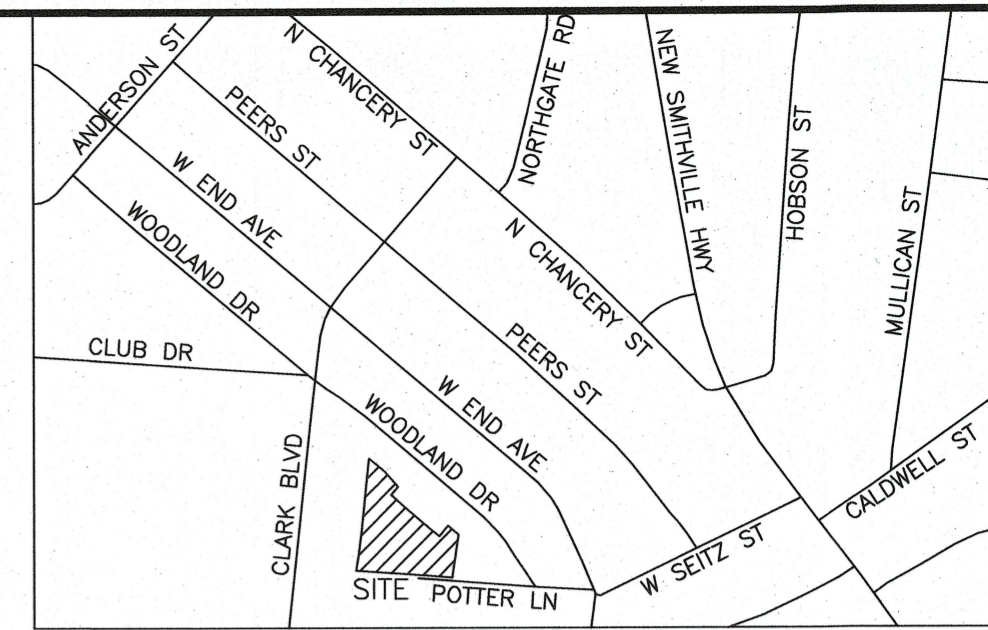 ANDERSON ST
N CHANCERY ST
NORTHGATE RD
NEW SMITHVILLE HWY
HOBSON ST
MULLICAN ST
PEERS ST
W END AVE
WOODLAND DR
N CHANCERY ST
CLUB DR
PEERS ST
W END AVE
WOODLAND DR
CLARK BLVD
CALDWELL ST
W SEITZ ST
SITE
POTTER LN